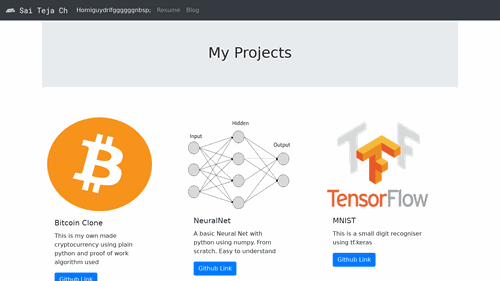 Sai Teja Ch Homiguydrlfggggggnbsp; Resume Blog
My Projects
Hidden
Input
Output
TensorFlow
Bitcoin Clone
This is my own made
cryptocurrency using plain
python and proof of work
algorithm used
Github Link
NeuralNet
A basic Neural Net with
python using numpy. From
scratch. Easy to understand
Github Link
MNIST
This is a small digit recogniser
using tf.keras
Github Link